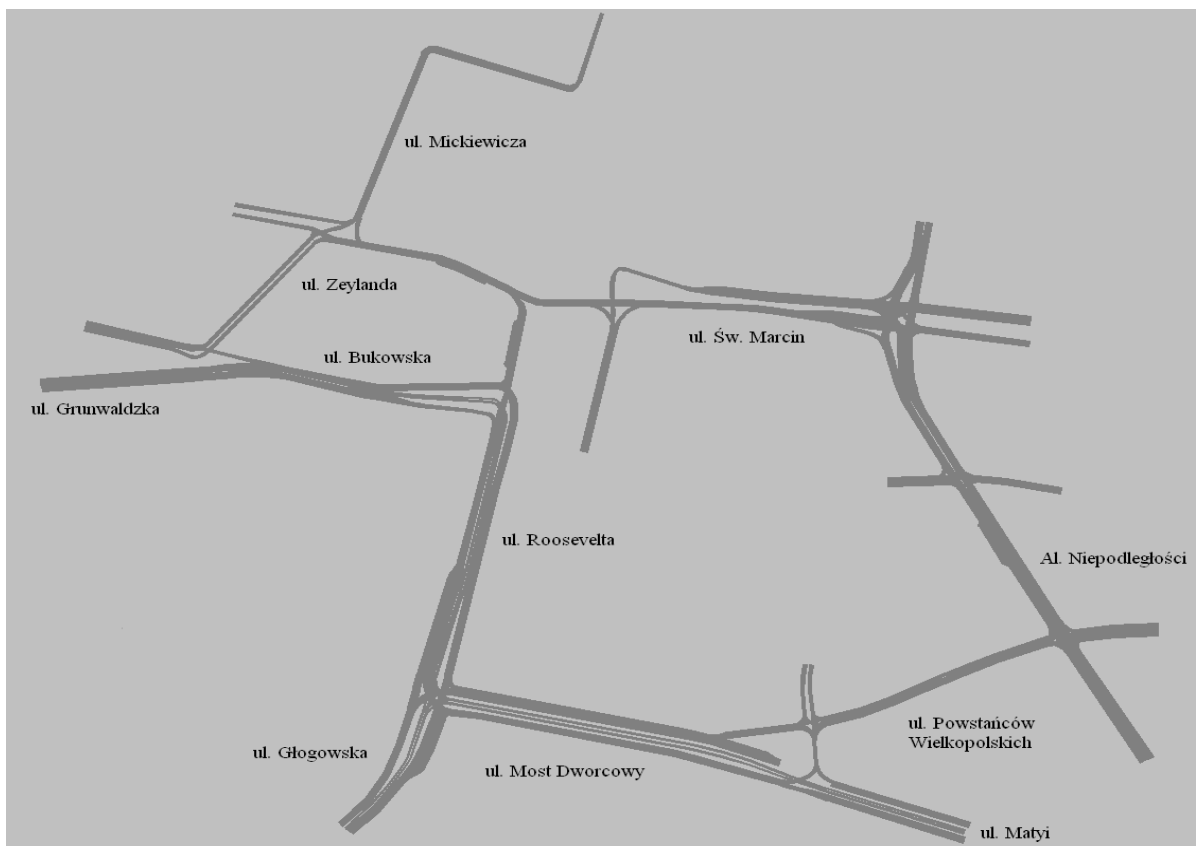 ul. Mickiewicza
ul. Zeylanda
ul. Św. Marcin
ul. Bukowska
ul. Grunwaldzka
ul. Roosevelta
Al. Niepodległości
ul. Powstańców
Wielkopolskich
ul. Głogowska
ul. Most Dworcowy
ul. Matyi